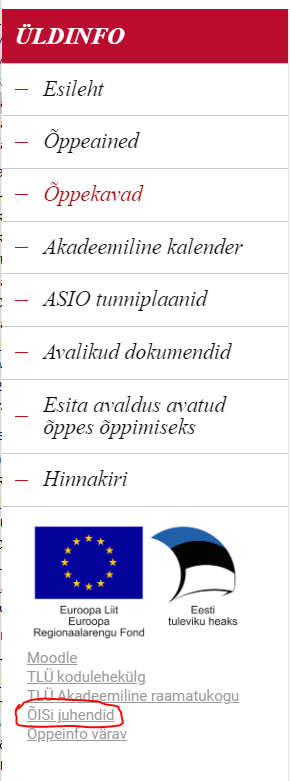 ÜLDINFO
Esileht
Õppeained
Õppekavad
Akadeemiline kalender
ASIO tunniplaanid
Avalikud dokumendid
Esita avaldus avatud
õppes õppimiseks
Hinnakiri
Euroopa Liit
Euroopa
Regionaalarengu Fond
Eesti
tuleviku heaks
Moodle
TLÜ kodulehekülg
TLÜ Akadeemiline raamatukogu
ÕISi juhendid
Õppeinfo värav